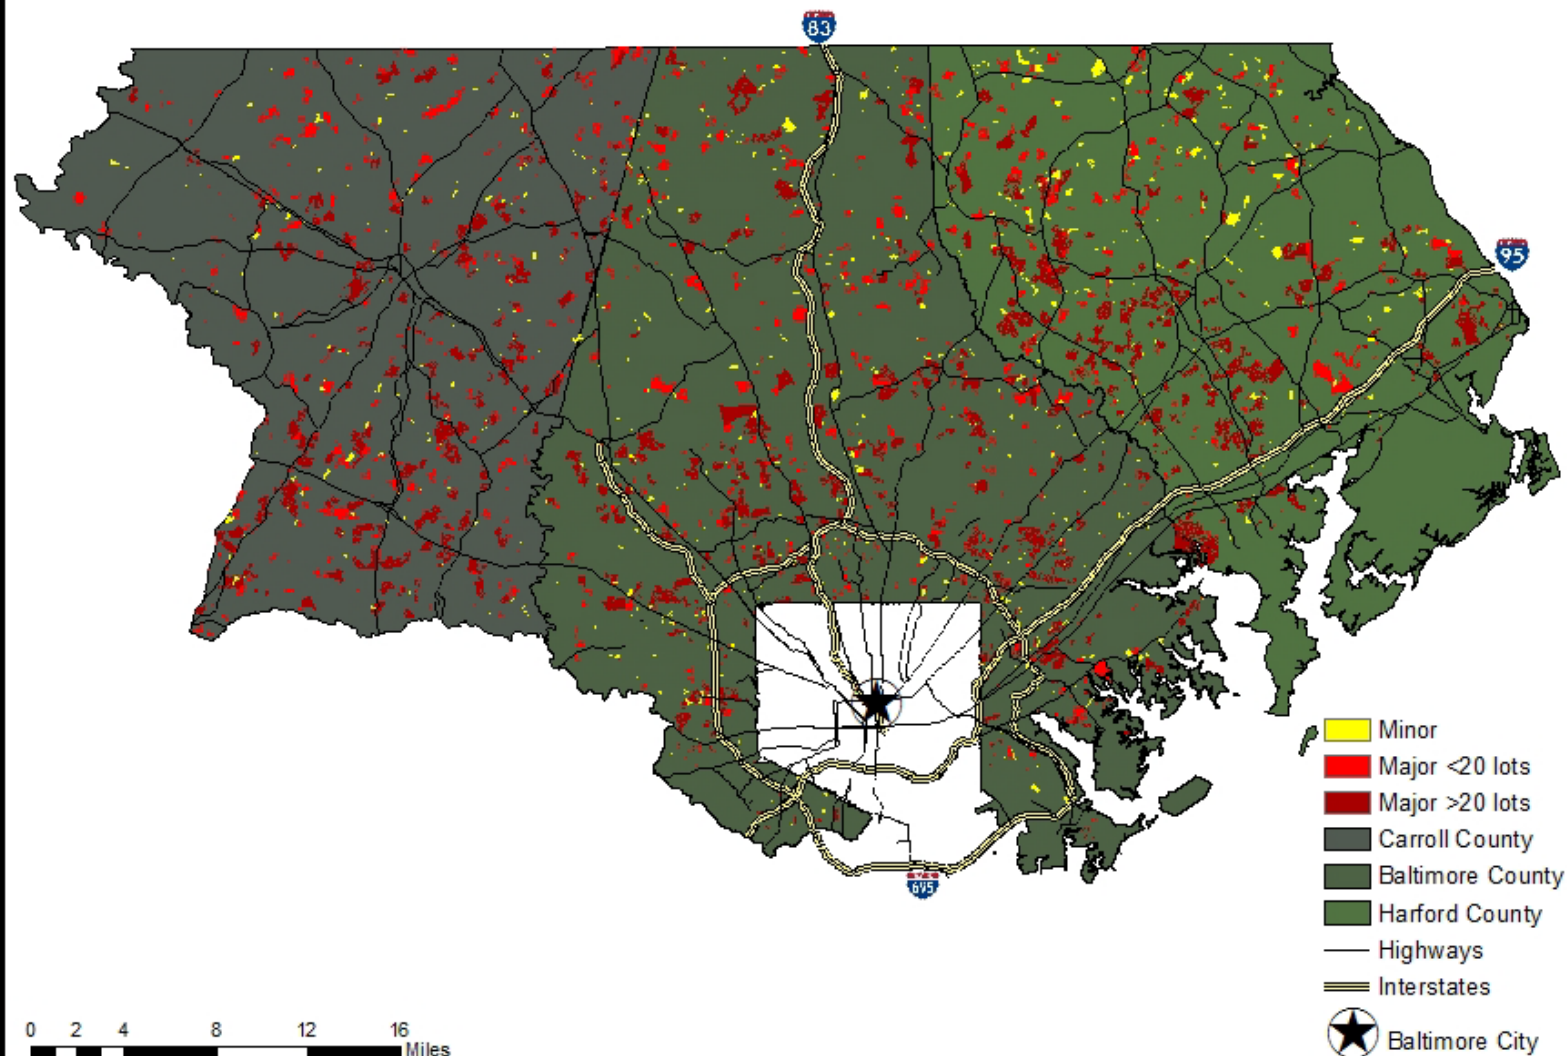 83
95
Minor
Major <20 lots
Major >20 lots
Carroll County
Baltimore County
Harford County
Highways
Interstates
Baltimore City
695
0 2 4 8 12 16
Miles